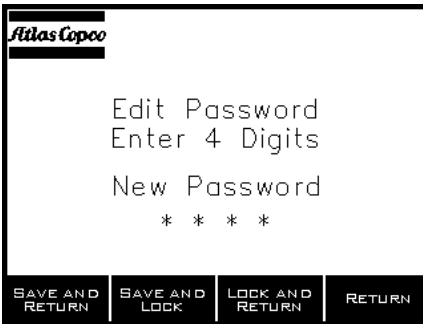 Atlas Copco
Edit Password
Enter 4 Digits
New Password
* * * *
SAVE AND RETURN
SAVE AND LOCK
LOCK AND RETURN
RETURN